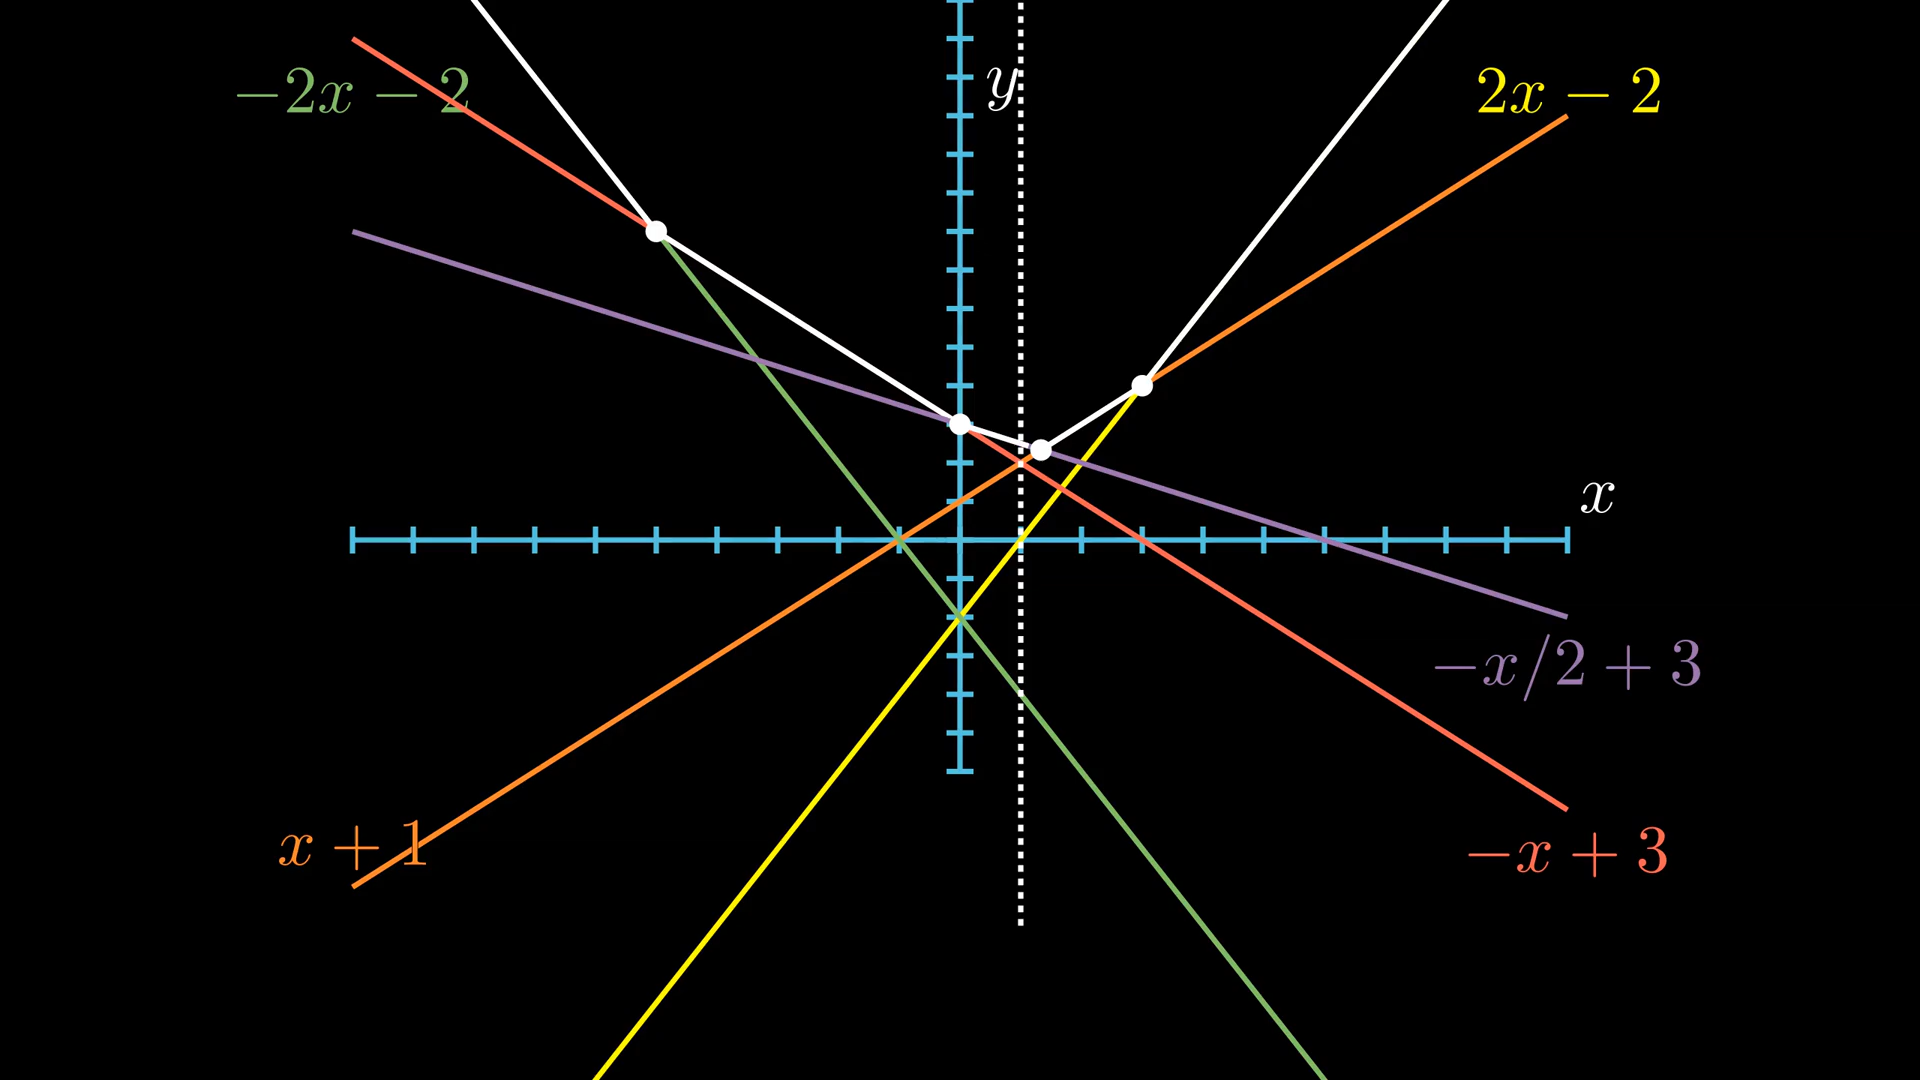 y
−2x − 2
2x − 2
x
−x/2 + 3
x + 1
−x + 3